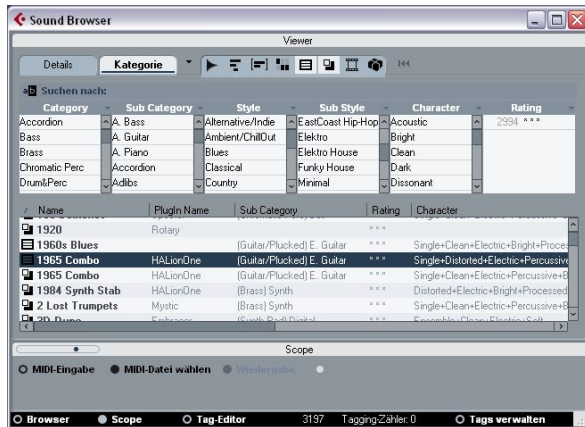 Sound Browser
Viewer
Details Kategorie
Suchen nach:
Category Sub Category Style Sub Style Character Rating
Accordion A. Bass Alternative/Indie EastCoast Hip-Hop Acoustic 2994 ***
Bass A. Guitar Ambient/ChillOut Elektro Bright
Brass A. Piano Blues Elektro House Clean
Chromatic Perc Accordion Classical Funky House Dark
Drum&Perc Adlibs Country Minimal Dissonant
Name PlugIn Name Sub Category Rating Character
1920 Rotary ***
1960s Blues (Guitar/Plucked) E. Guitar Single+Clean+Electric+Bright+Proces
1965 Combo HALionOne (Guitar/Plucked) E. Guitar *** Single+Distorted+Electric+Percussive
1965 Combo HALionOne (Guitar/Plucked) E. Guitar *** Single+Clean+Electric+Percussive+B
1984 Synth Stab HALionOne (Brass) Synth *** Distorted+Electric+Bright+Processed
2 Lost Trumpets Mystic (Brass) Synth *** Single+Clean+Electric+Percussive+B
Scope
MIDI-Eingabe MIDI-Datei wählen Wiedergabe
Browser Scope Tag-Editor 3197 Tagging-Zähler: 0 Tags verwalten